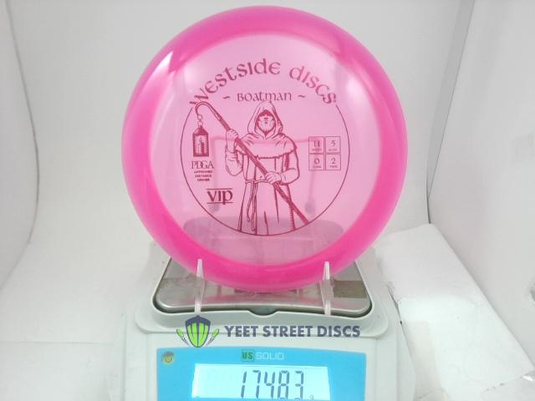 Westside discs
- Boatman -
11 5
0 2
PDGA
VIP
YEET STREET DISCS
US SOLID
174.83